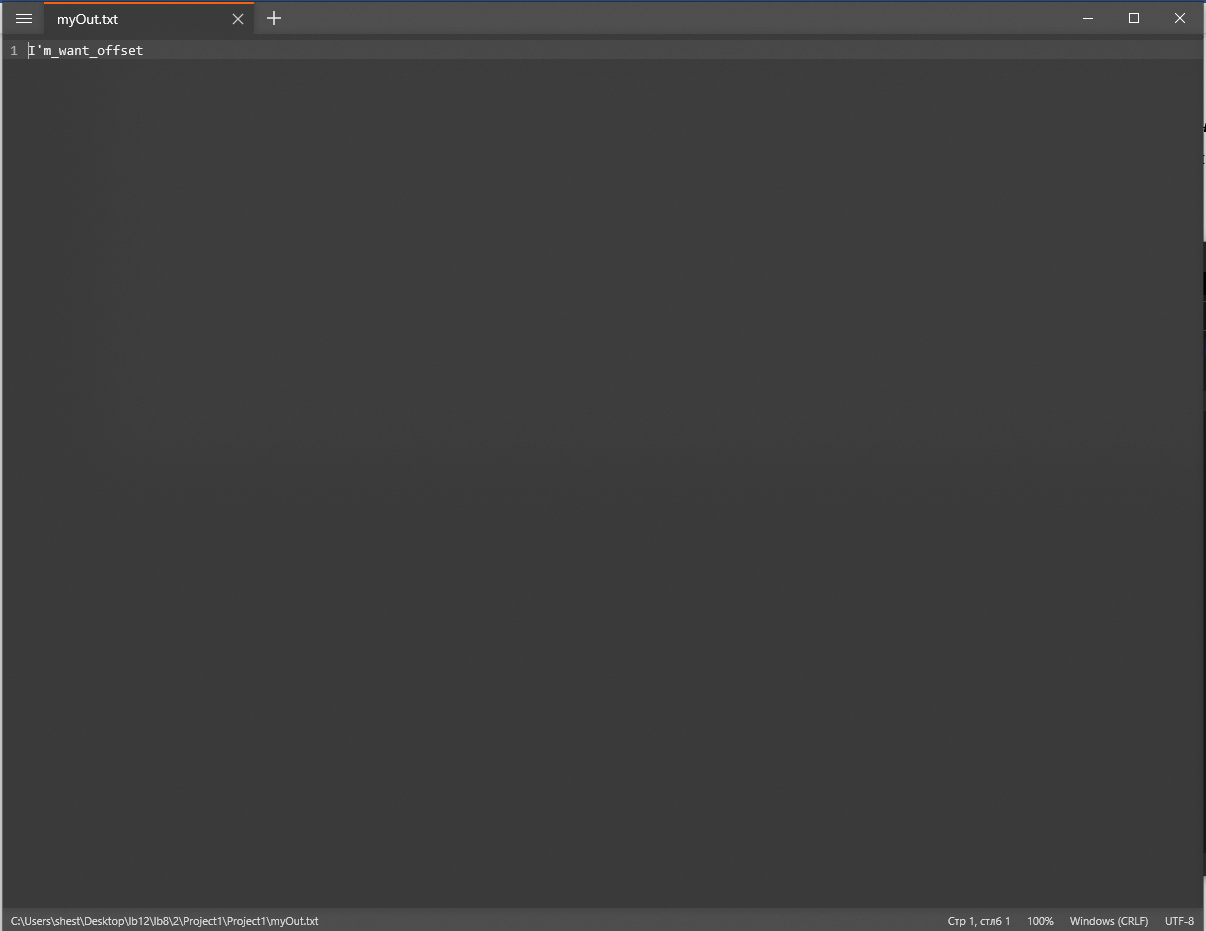 myOut.txt
1 I'm_want_offset
C:\Users\shest\Desktop\lb12\lb8\2\Project1\Project1\myOut.txt Стр 1, стлб 1 100% Windows (CRLF) UTF-8